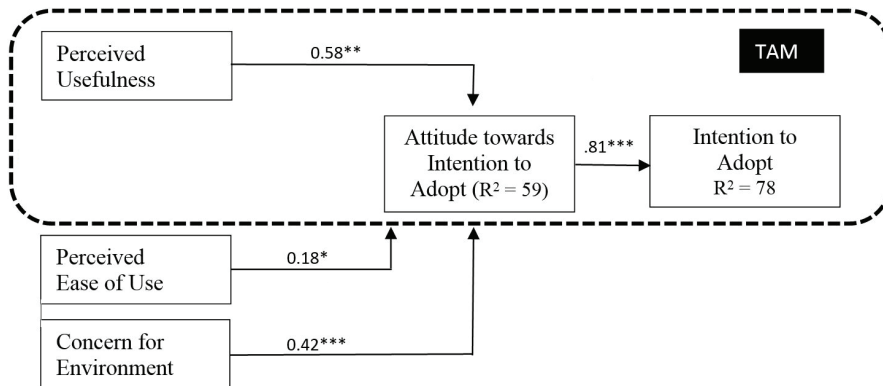 Perceived
Usefulness
0.58**
TAM
Attitude towards
Intention to
Adopt (R² = 59)
.81***
Intention to
Adopt
R² = 78
Perceived
Ease of Use
0.18*
Concern for
Environment
0.42***